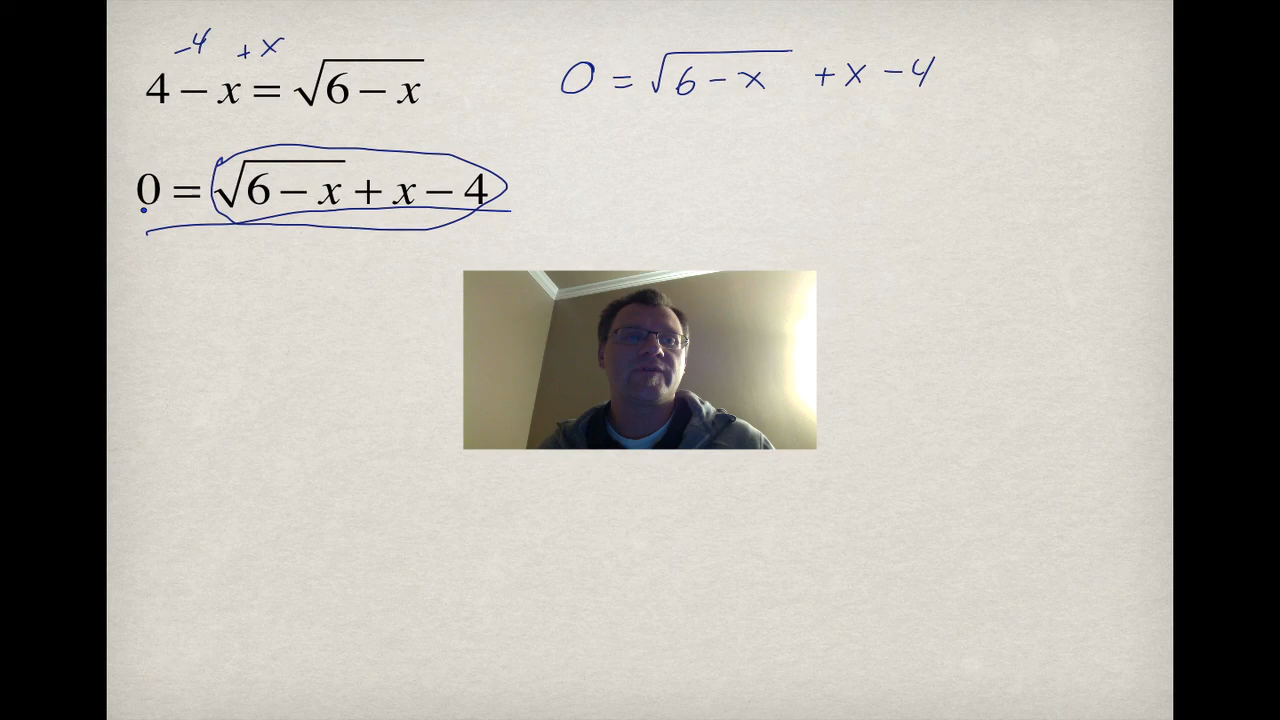 -4 +x
4 − x = √6 − x
0 = √6 − x + x − 4
0 = √6 − x + x − 4